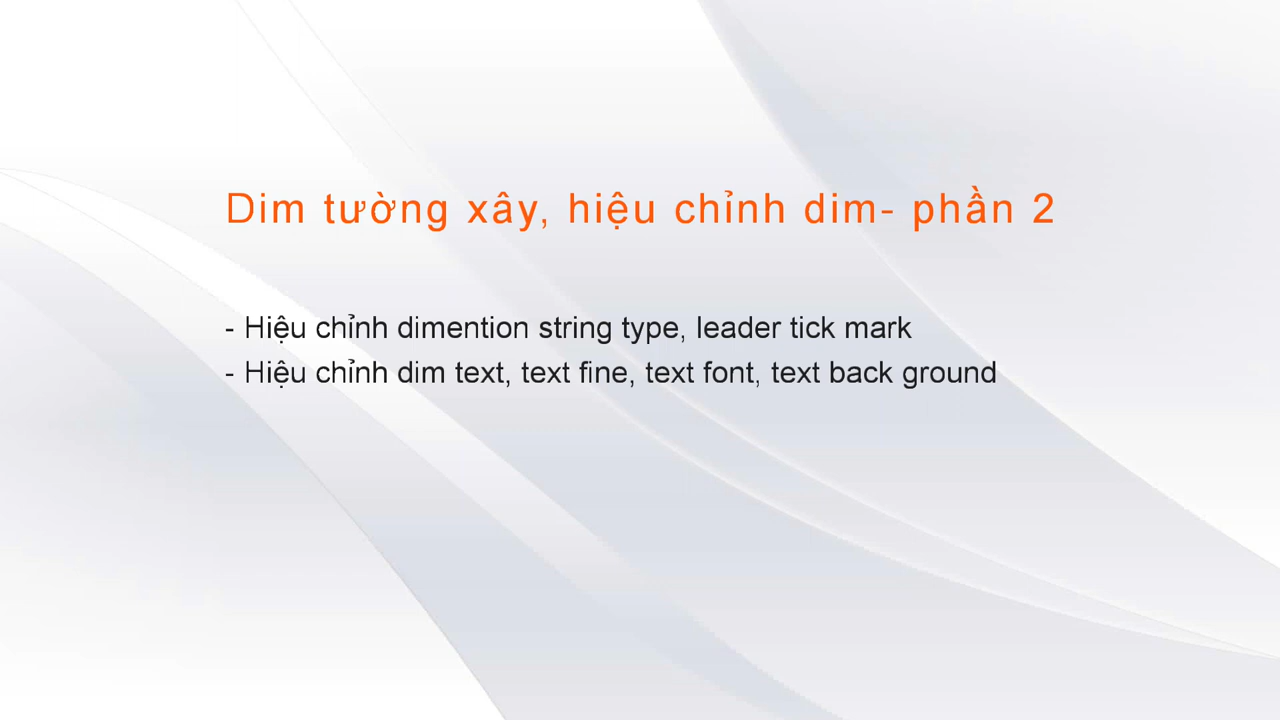 Dim tường xây, hiệu chỉnh dim- phần 2
- Hiệu chỉnh dimention string type, leader tick mark
- Hiệu chỉnh dim text, text fine, text font, text back ground